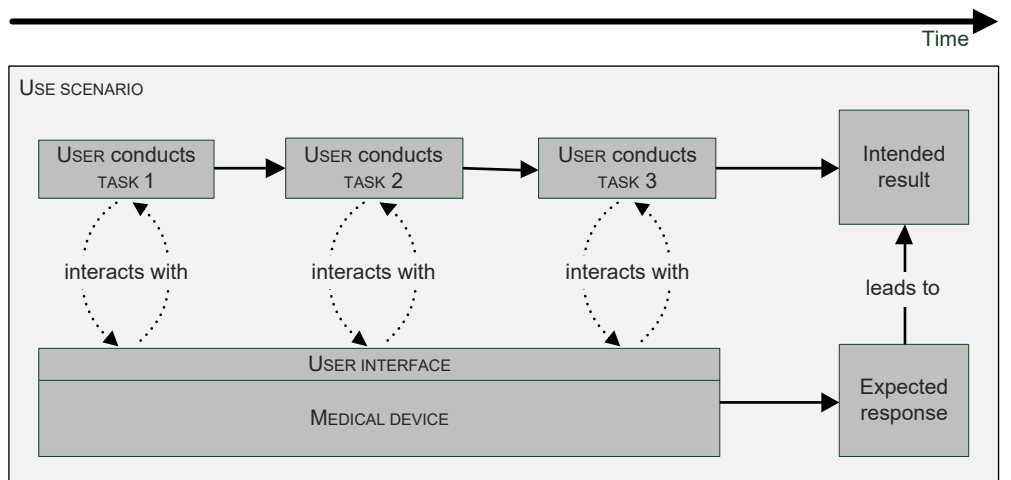 Time
USE SCENARIO
USER conducts
TASK 1
USER conducts
TASK 2
USER conducts
TASK 3
Intended
result
interacts with
interacts with
interacts with
leads to
USER INTERFACE
MEDICAL DEVICE
Expected
response